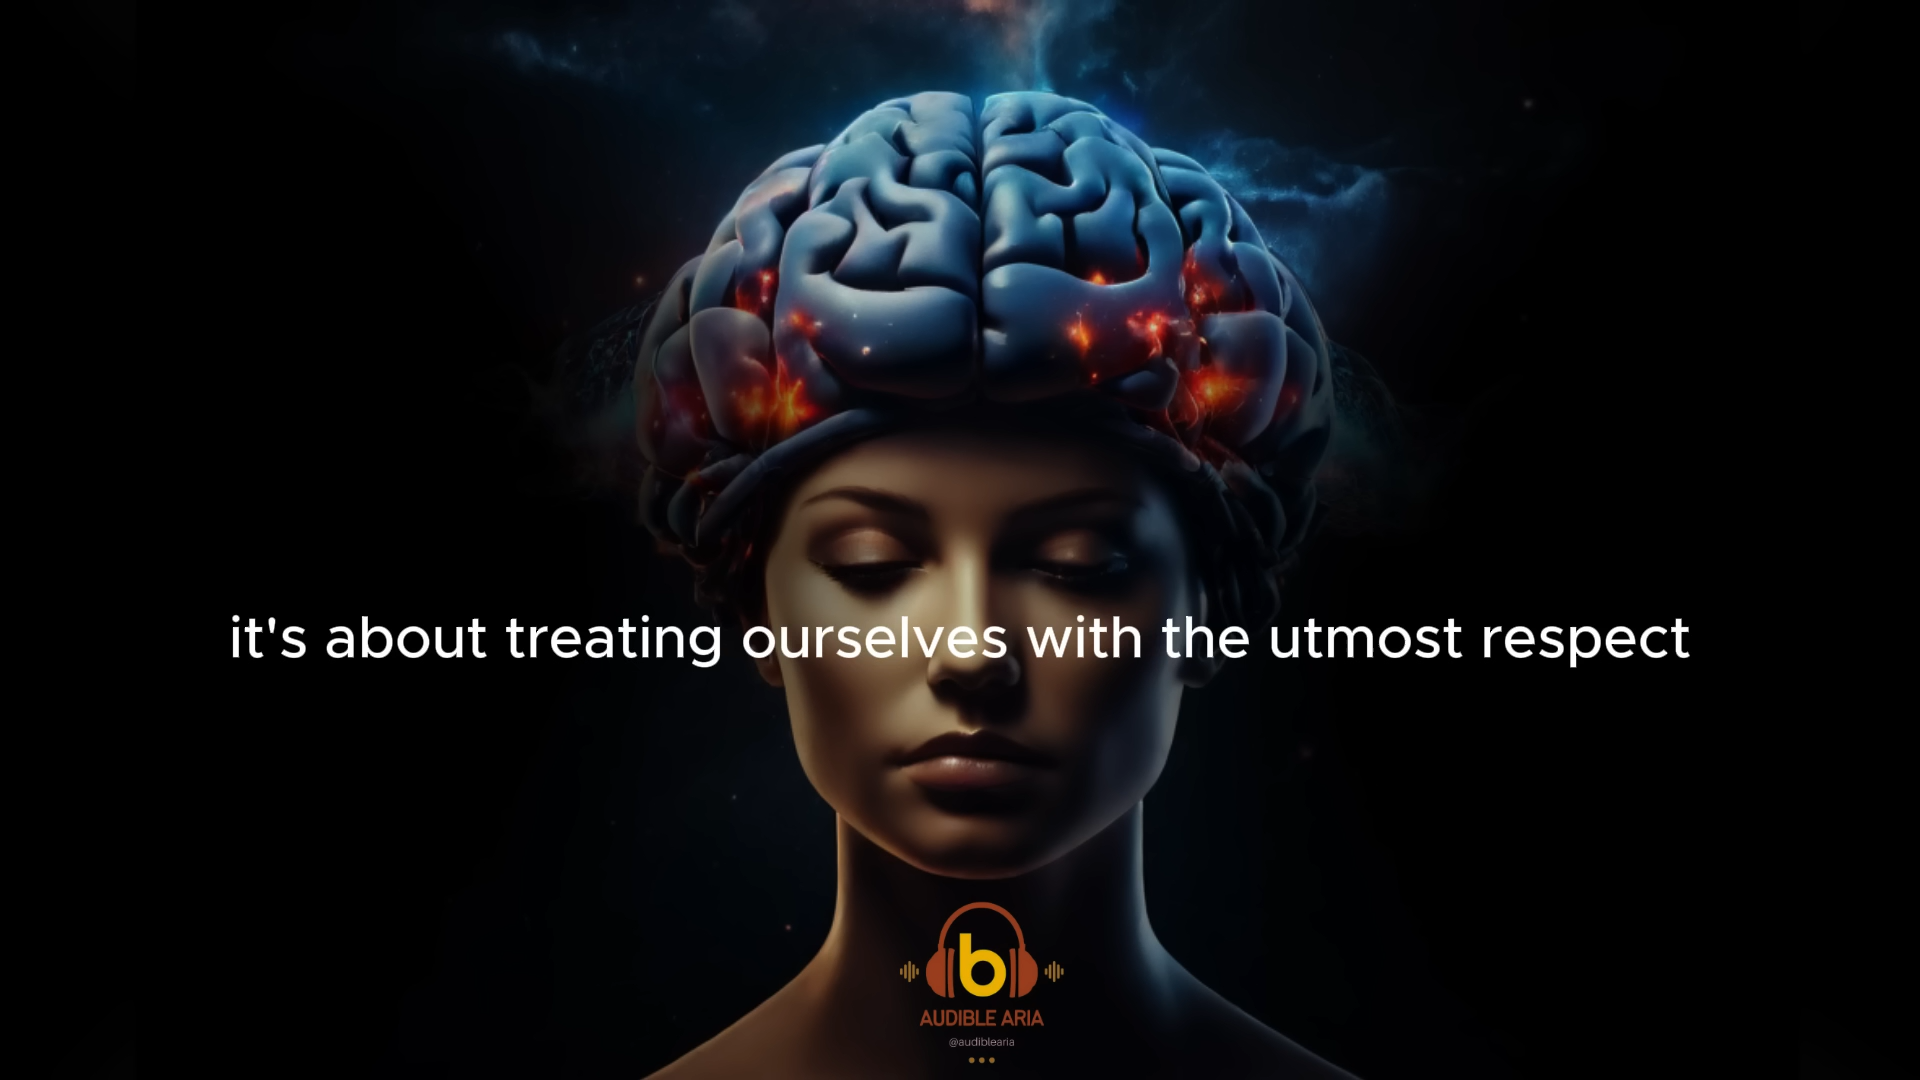 it's about treating ourselves with the utmost respect
b
AUDIBLE ARIA
@audiblearia